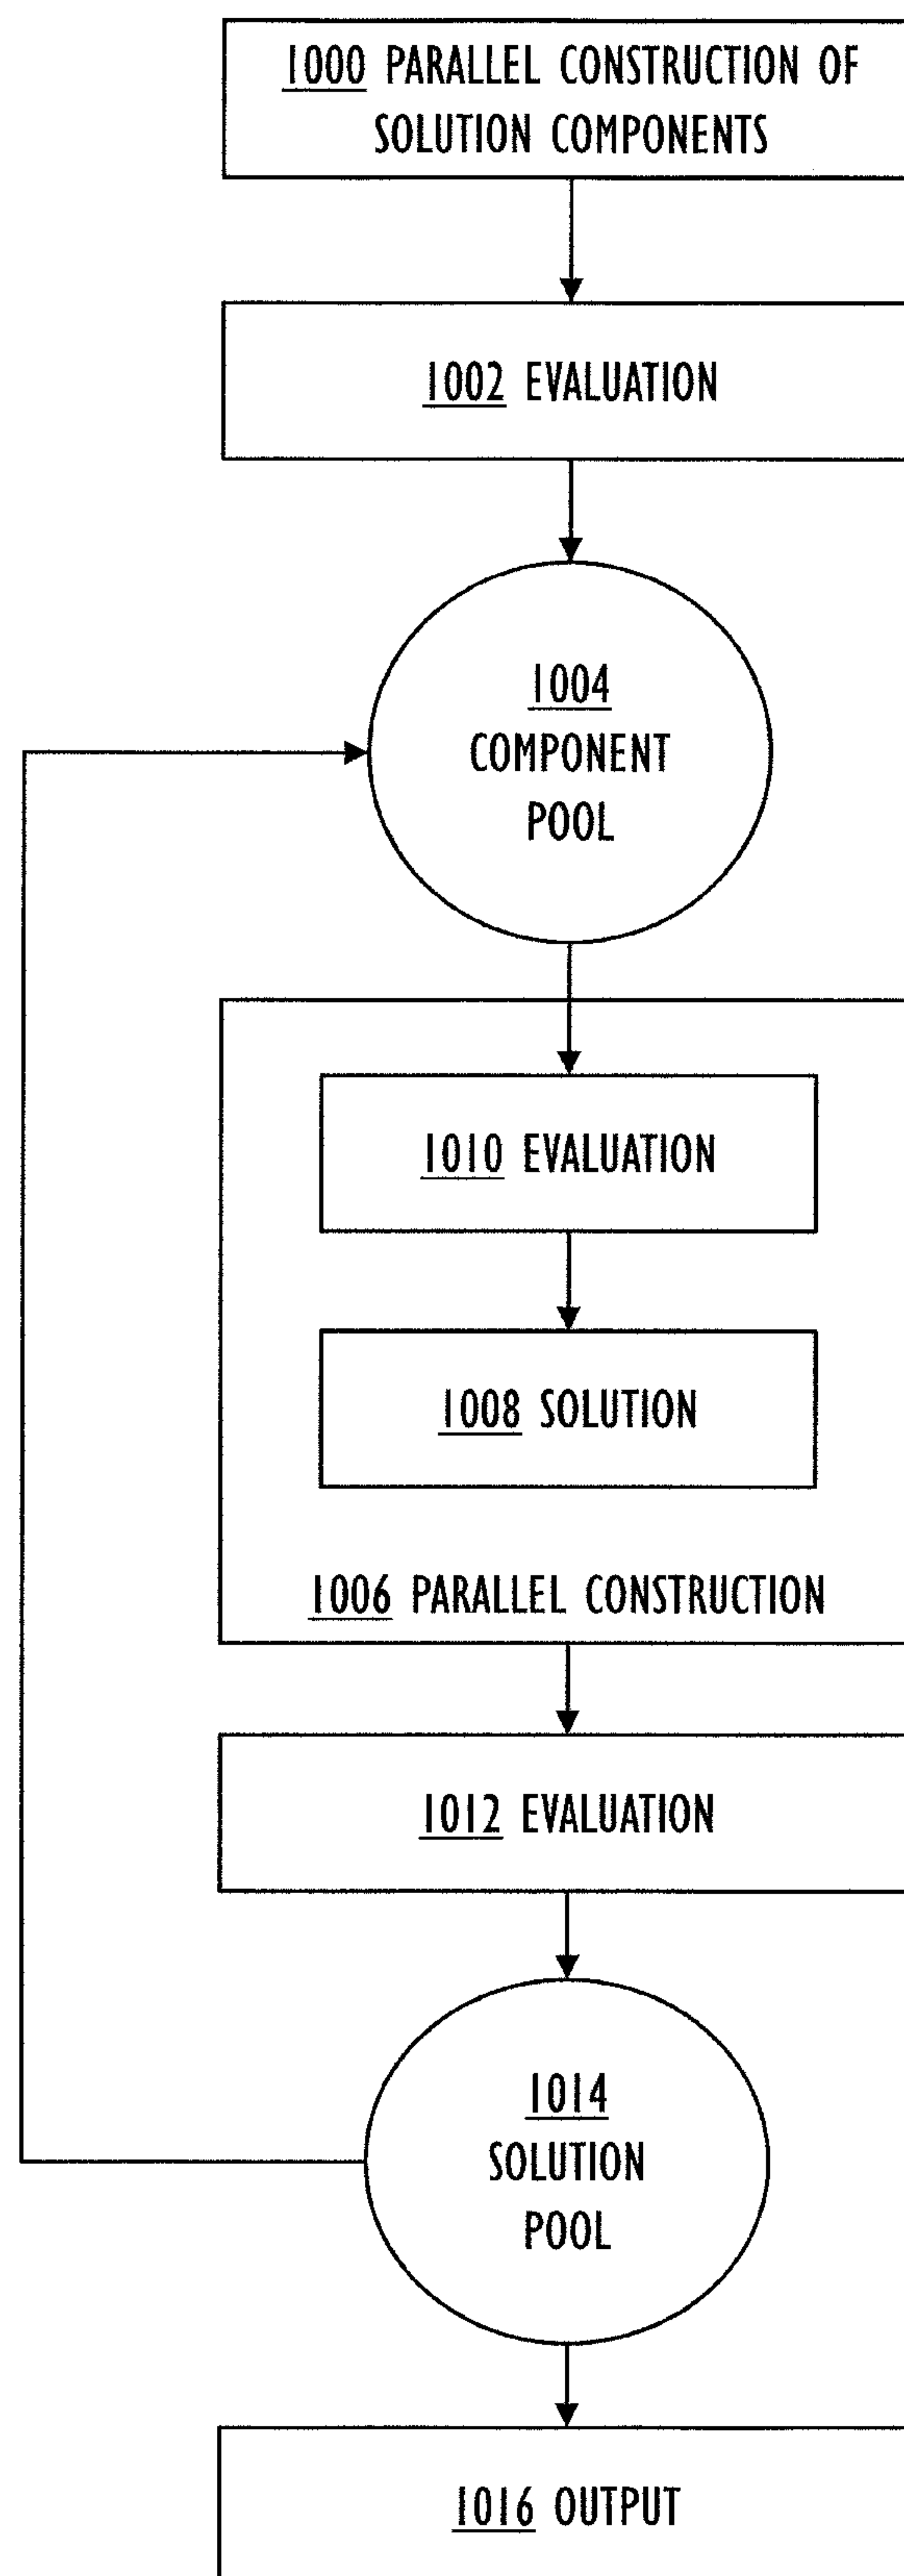 1000 PARALLEL CONSTRUCTION OF
SOLUTION COMPONENTS
1002 EVALUATION
1004
COMPONENT
POOL
1010 EVALUATION
1008 SOLUTION
1006 PARALLEL CONSTRUCTION
1012 EVALUATION
1014
SOLUTION
POOL
1016 OUTPUT